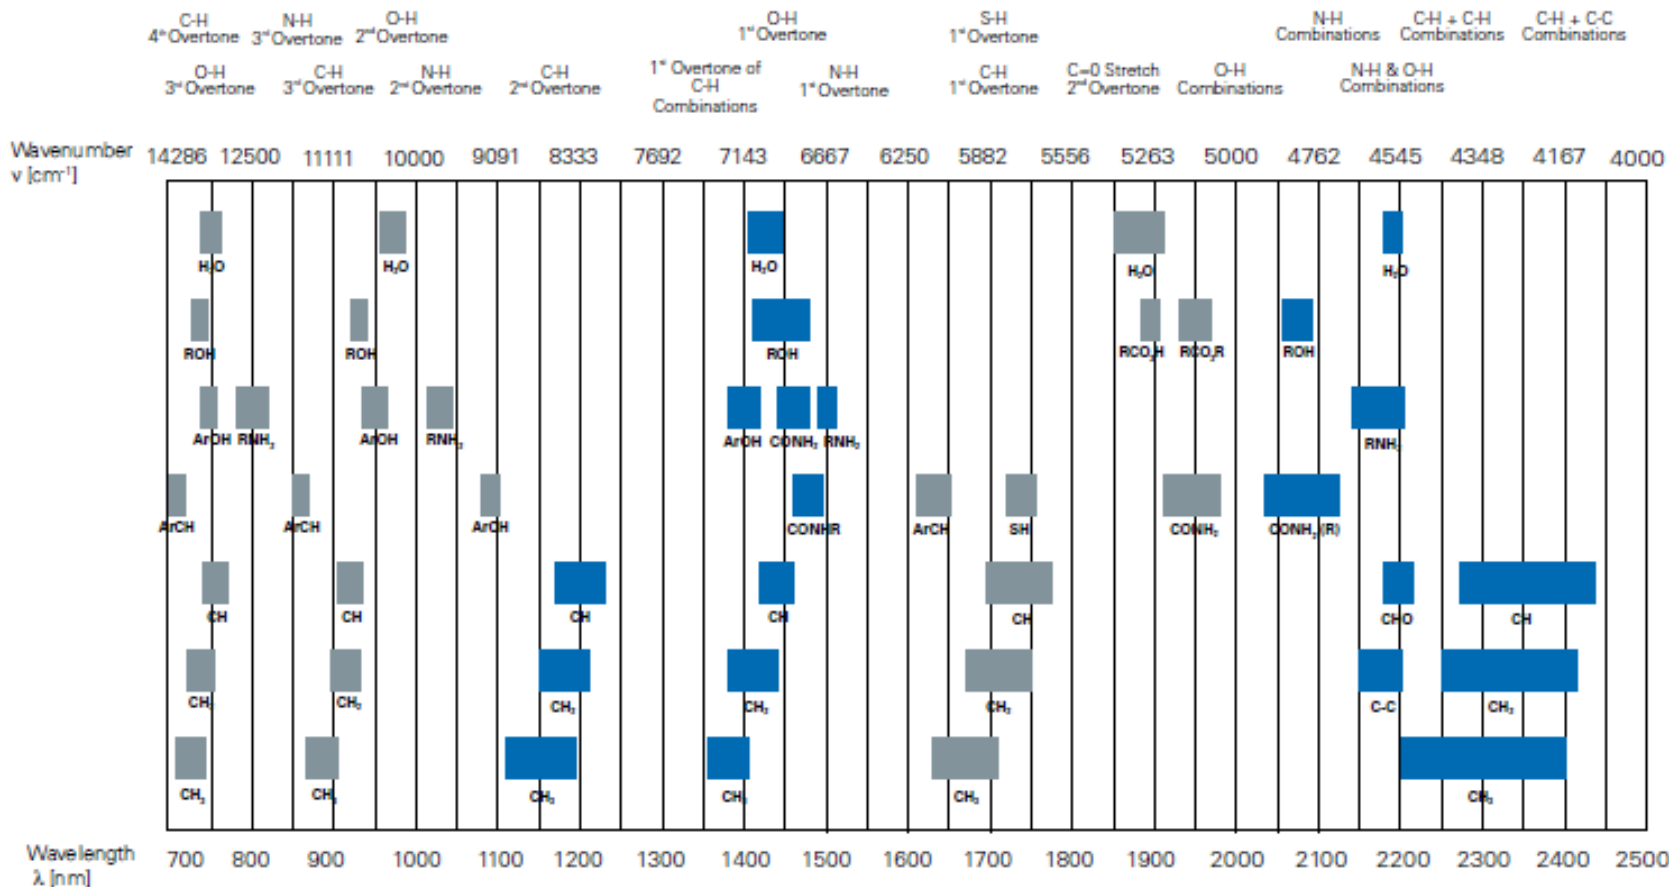 C-H
4th Overtone
N-H
3rd Overtone
O-H
2nd Overtone
O-H
1st Overtone
S-H
1st Overtone
N-H
Combinations
C-H + C-H
Combinations
C-H + C-C
Combinations
O-H
3rd Overtone
C-H
3rd Overtone
N-H
2nd Overtone
C-H
2nd Overtone
1st Overtone of
C-H
Combinations
N-H
1st Overtone
C-H
1st Overtone
C=0 Stretch
2nd Overtone
O-H
Combinations
N-H & O-H
Combinations
Wavenumber
ν [cm⁻¹]
14286 12500 11111 10000 9091 8333 7692 7143 6667 6250 5882 5556 5263 5000 4762 4545 4348 4167 4000
H₂O H₂O H₂O H₂O H₂O
ROH ROH ROH RCO₂H RCO₂R ROH
ArOH RNH₂ ArOH RNH₂ ArOH CONH₂ RNH₂ RNH₂
ArCH ArCH ArCH CONHR ArCH SH CONH₂ CONH₂(R)
CH CH CH CH CH CHO CH
CH₂ CH₂ CH₂ CH₂ CH₂ C-C CH₂
CH₃ CH₃ CH₃ CH₃ CH₃ CH₃
Wavelength
λ [nm]
700 800 900 1000 1100 1200 1300 1400 1500 1600 1700 1800 1900 2000 2100 2200 2300 2400 2500